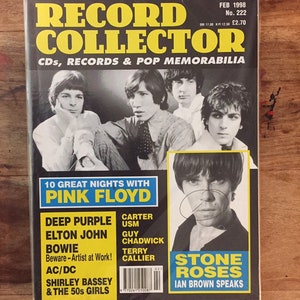 RECORD
COLLECTOR
FEB 1998
No. 222
£2.70
CDs, RECORDS & POP MEMORABILIA
10 GREAT NIGHTS WITH
PINK FLOYD
DEEP PURPLE
ELTON JOHN
BOWIE
Beware – Artist at Work!
AC/DC
SHIRLEY BASSEY
& THE 50s GIRLS
CARTER
USM
GUY
CHADWICK
TERRY
CALLIER
STONE
ROSES
IAN BROWN SPEAKS